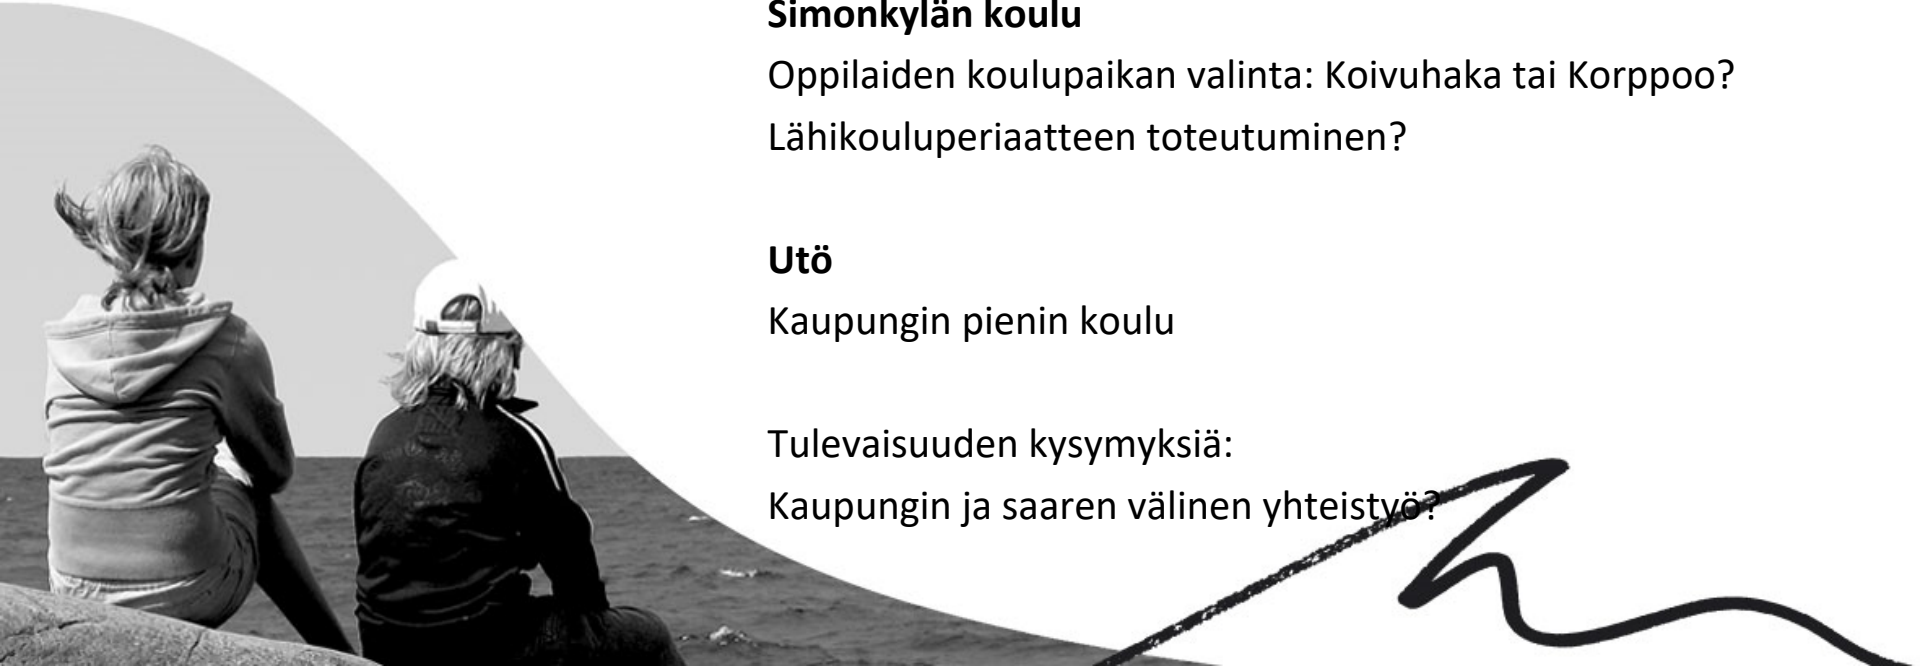 Simonkylän koulu
Oppilaiden koulupaikan valinta: Koivuhaka tai Korppoo?
Lähikouluperiaatteen toteutuminen?
Utö
Kaupungin pienin koulu
Tulevaisuuden kysymyksiä:
Kaupungin ja saaren välinen yhteistyö?